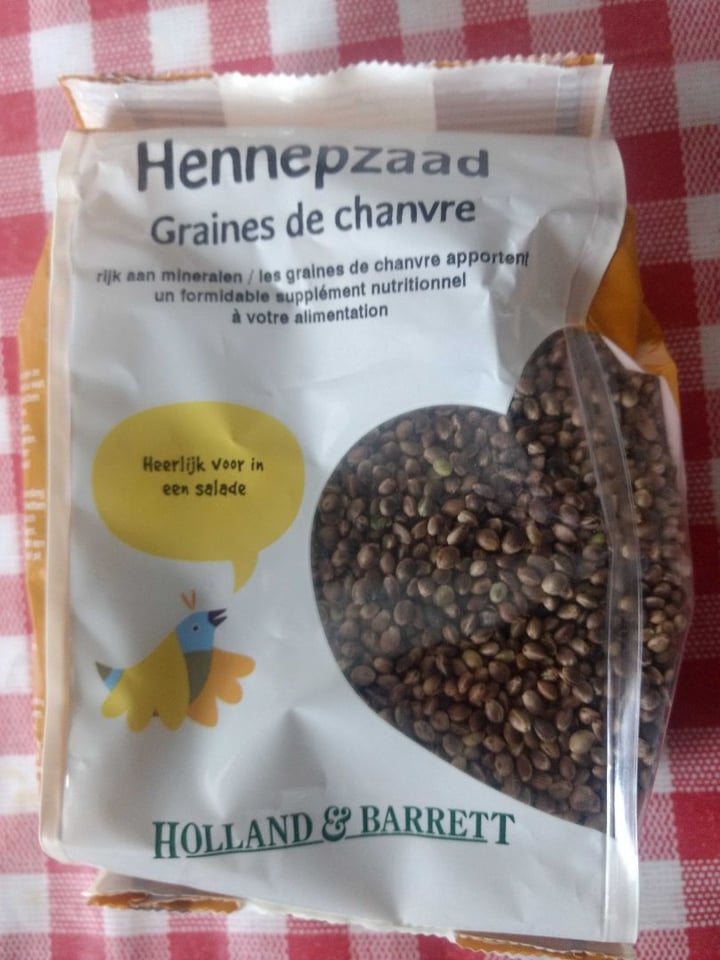 Hennepzaad
Graines de chanvre
rijk aan mineralen / les graines de chanvre apportent
un formidable supplément nutritionnel
à votre alimentation
Heerlijk voor in
een salade
HOLLAND & BARRETT